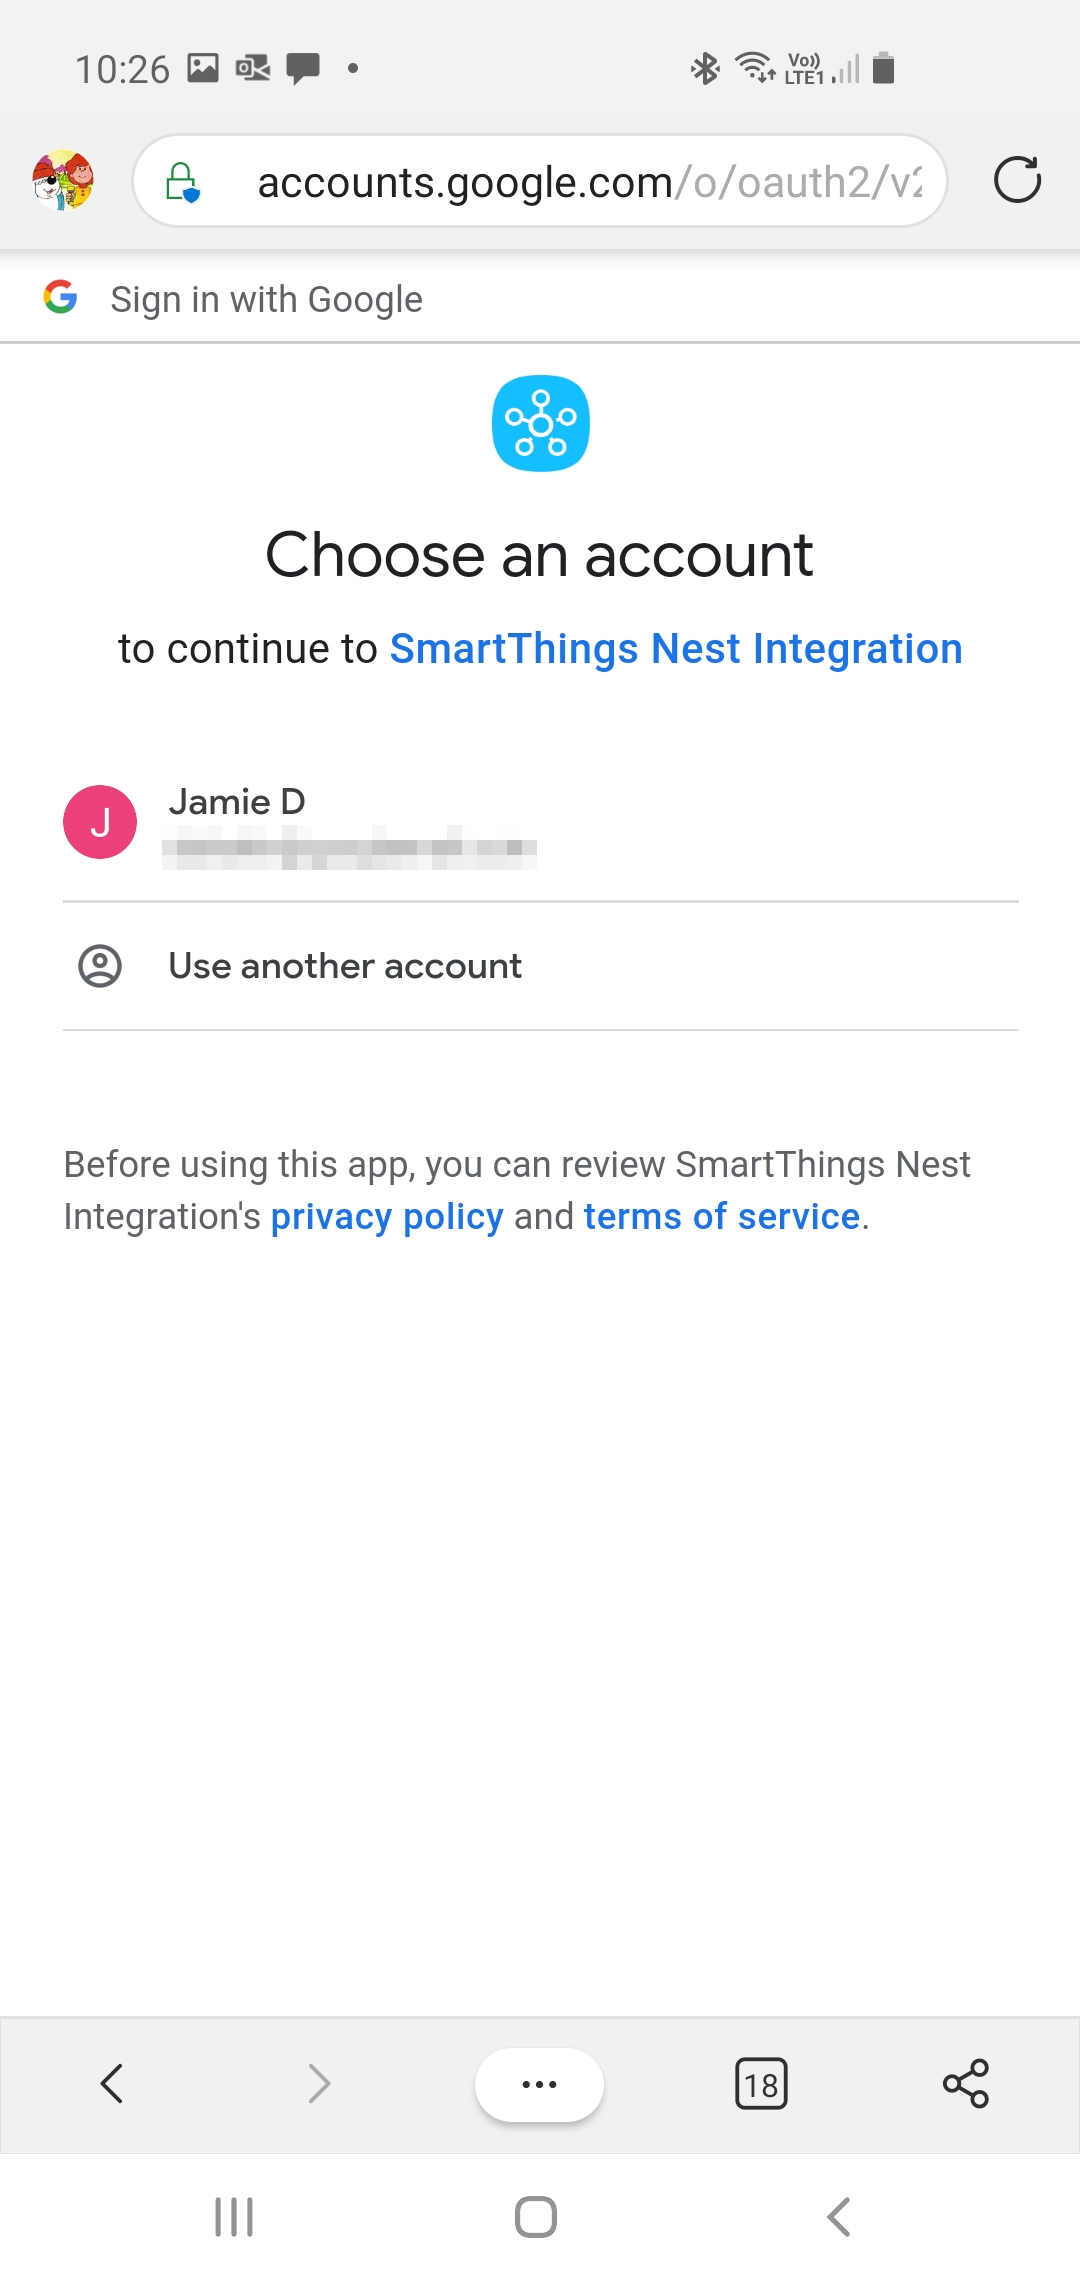 10:26 Vo)) LTE1
accounts.google.com/o/oauth2/v2
Sign in with Google
Choose an account
to continue to SmartThings Nest Integration
J Jamie D
Use another account
Before using this app, you can review SmartThings Nest
Integration's privacy policy and terms of service.
18